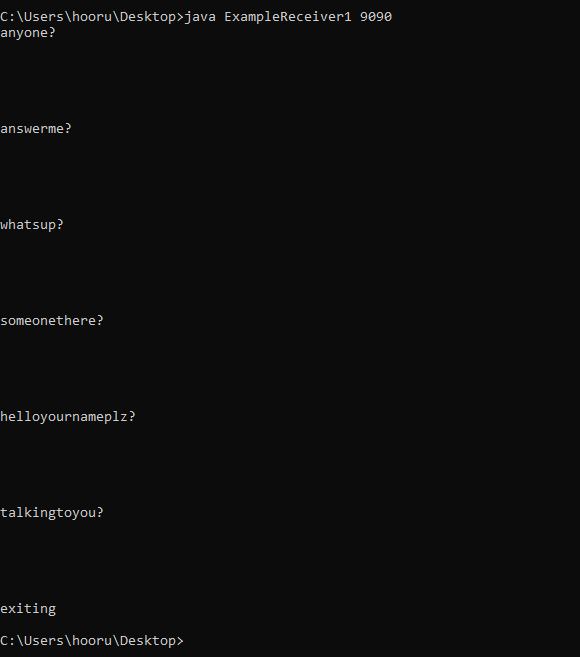 C:\Users\hooru\Desktop>java ExampleReceiver1 9090
anyone?
answerme?
whatsup?
someonethere?
helloyournameplz?
talkingtoyou?
exiting
C:\Users\hooru\Desktop>